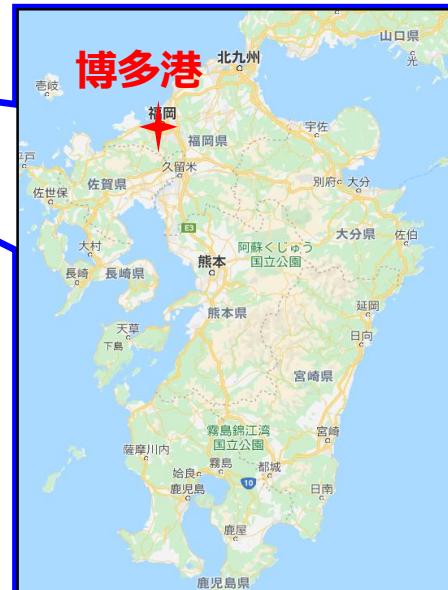 山口県
北九州
光
博多港
壱岐
福岡
宇佐
福岡県
平戸
久留米
佐賀県
別府
大分
佐世保
E3
大分県
佐伯
大村
阿蘇くじゅう
国立公園
長崎
長崎県
熊本
延岡
熊本県
天草
日向
下島
宮崎県
霧島錦江湾
国立公園
宮崎
薩摩川内
霧島
都城
姶良
10
日南
鹿児島
鹿屋
鹿児島県